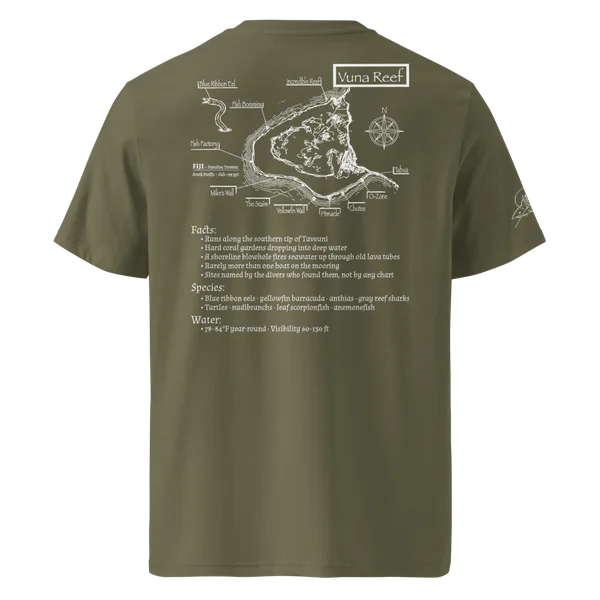 Vuna Reef
Blue Ribbon Eel
Incredible Reef
Fish Bomming
N
Fish Factory
FIJI
Tabua
Mike's Wall
O-Zone
The Stairs
Yellowfin Wall
Chutes
Pinnacle
Facts:
• Runs along the southern tip of Taveuni
• Hard coral gardens dropping into deep water
• A shoreline blowhole fires seawater up through old lava tubes
• Rarely more than one boat on the mooring
• Sites named by the divers who found them, not by any chart
Species:
• Blue ribbon eels · yellowfin barracuda · anthias · gray reef sharks
• Turtles · nudibranchs · leaf scorpionfish · anemonefish
Water:
• 78-84°F year-round · Visibility 60-130 ft